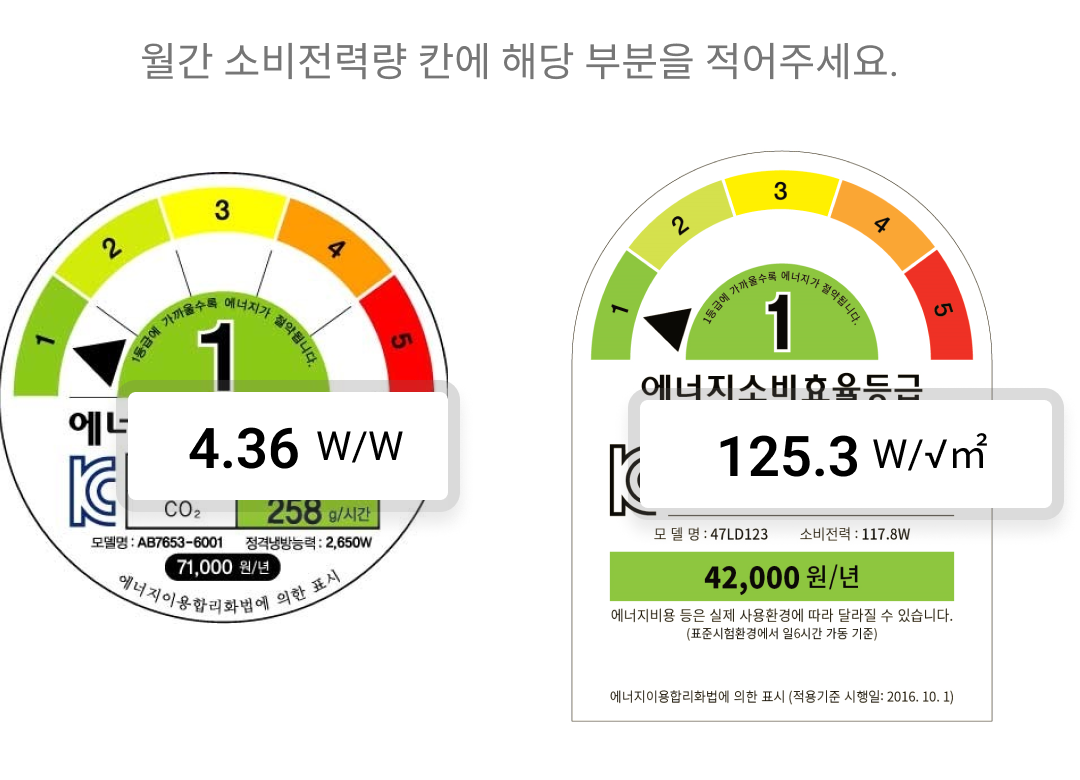 월간 소비전력량 칸에 해당 부분을 적어주세요.
1 2 3 4 5
1등급에 가까울수록 에너지가 절약됩니다.
1
에너
4.36 W/W
CO₂ 258 g/시간
모델명 : AB7653-6001 정격냉방능력 : 2,650W
71,000 원/년
에너지이용합리화법에 의한 표시
1 2 3 4 5
1등급에 가까울수록 에너지가 절약됩니다.
1
에너지소비효율등급
125.3 W/√㎡
모 델 명 : 47LD123 소비전력 : 117.8W
42,000 원/년
에너지비용 등은 실제 사용환경에 따라 달라질 수 있습니다.
(표준시험환경에서 일6시간 가동 기준)
에너지이용합리화법에 의한 표시 (적용기준 시행일: 2016. 10. 1)